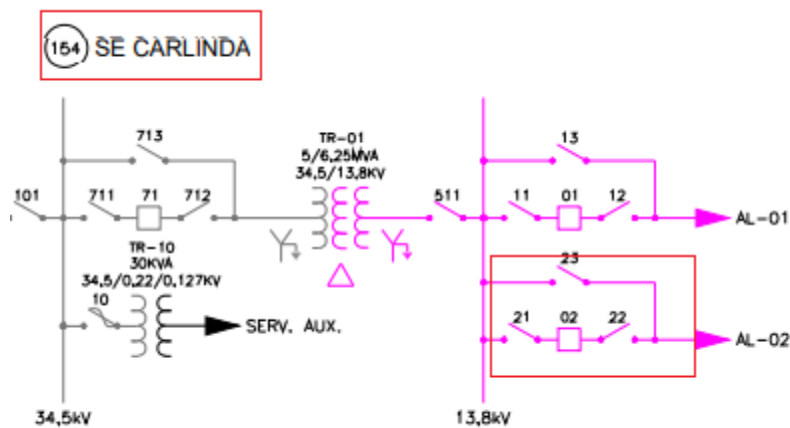 154 SE CARLINDA
713
TR-01
5/6,25MVA
34,5/13,8KV
13
101
711 71 712
511
11 01 12
AL-01
TR-10
30KVA
34,5/0,22/0,127KV
23
10
SERV. AUX.
21 02 22
AL-02
34,5kV
13,8kV